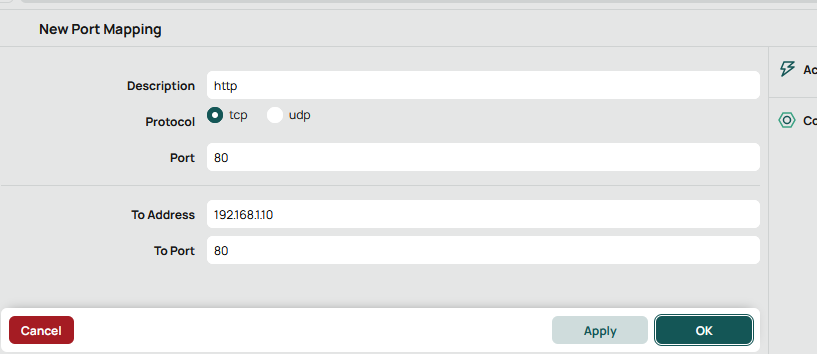 New Port Mapping
Description http
Protocol tcp udp
Port 80
To Address 192.168.1.10
To Port 80
Cancel Apply OK